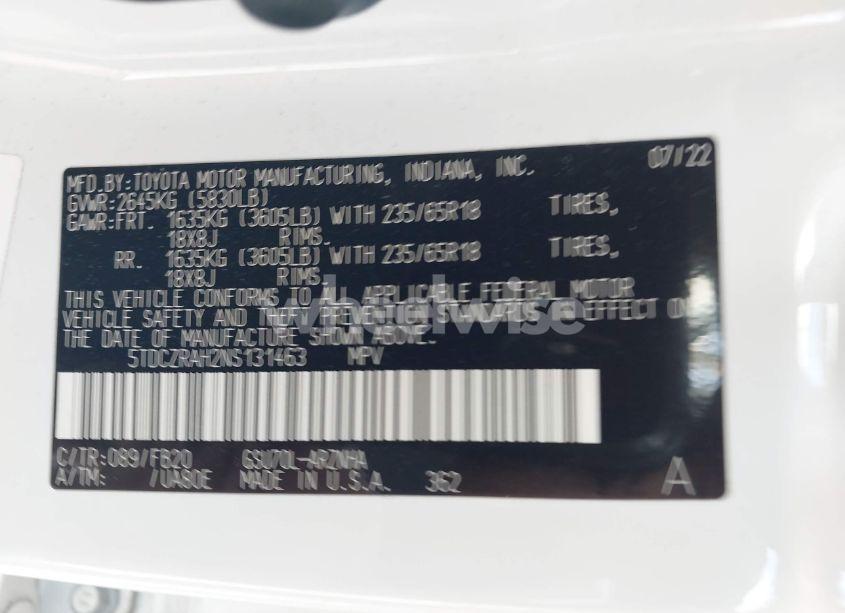 MFD.BY:TOYOTA MOTOR MANUFACTURING, INDIANA, INC. 07/22
GVWR:2645KG (5830LB)
GAWR:FRT. 1635KG (3605LB) WITH 235/65R18 TIRES,
18X8J RIMS.
RR. 1635KG (3605LB) WITH 235/65R18 TIRES,
18X8J RIMS.
THIS VEHICLE CONFORMS TO ALL APPLICABLE FEDERAL MOTOR
VEHICLE SAFETY AND THEFT PREVENTION STANDARDS IN EFFECT ON
THE DATE OF MANUFACTURE SHOWN ABOVE.
5TDCZRAH2NS131463 MPV
C/TR: 089/FB20 GSU70L-ARZNHA
A/TM: /UA80E MADE IN U.S.A. 362 A
wheelwise